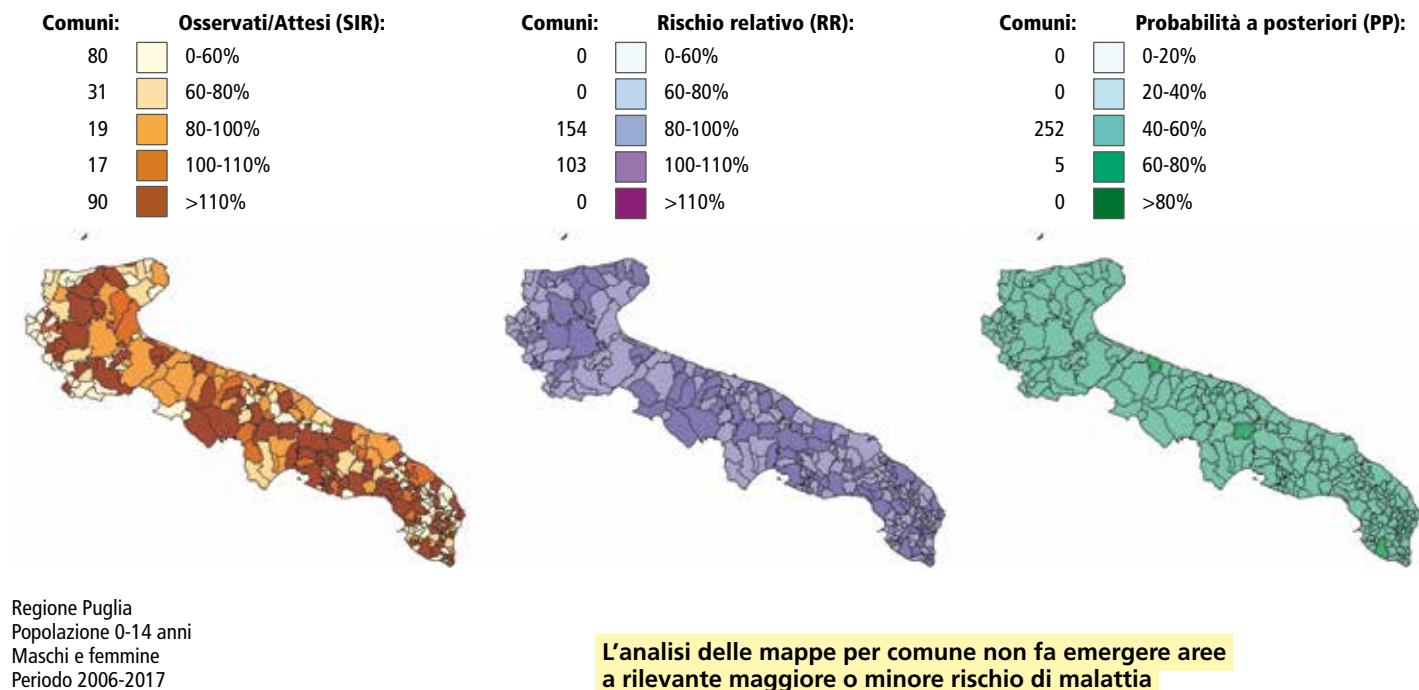 Comuni: Osservati/Attesi (SIR):
80 0-60%
31 60-80%
19 80-100%
17 100-110%
90 >110%
Comuni: Rischio relativo (RR):
0 0-60%
0 60-80%
154 80-100%
103 100-110%
0 >110%
Comuni: Probabilità a posteriori (PP):
0 0-20%
0 20-40%
252 40-60%
5 60-80%
0 >80%
Regione Puglia
Popolazione 0-14 anni
Maschi e femmine
Periodo 2006-2017
L’analisi delle mappe per comune non fa emergere aree
a rilevante maggiore o minore rischio di malattia